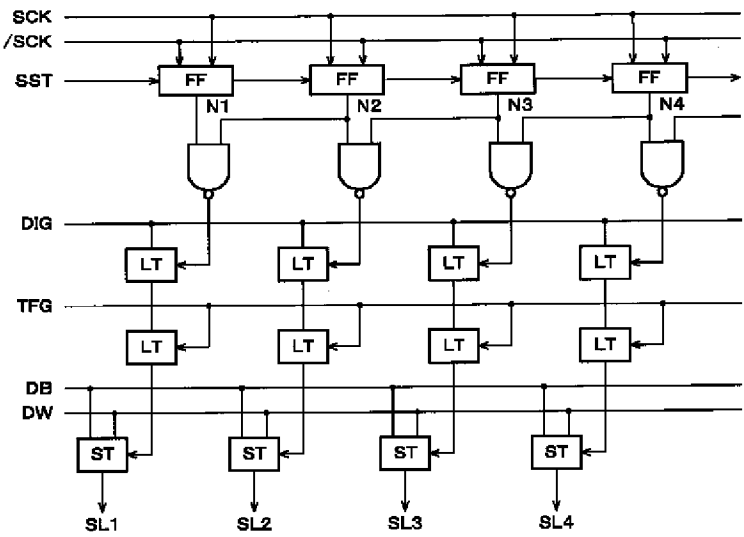 SCK
/SCK
SST FF FF FF FF
N1 N2 N3 N4
DIG
LT LT LT LT
TFG
LT LT LT LT
DB
DW
ST ST ST ST
SL1 SL2 SL3 SL4